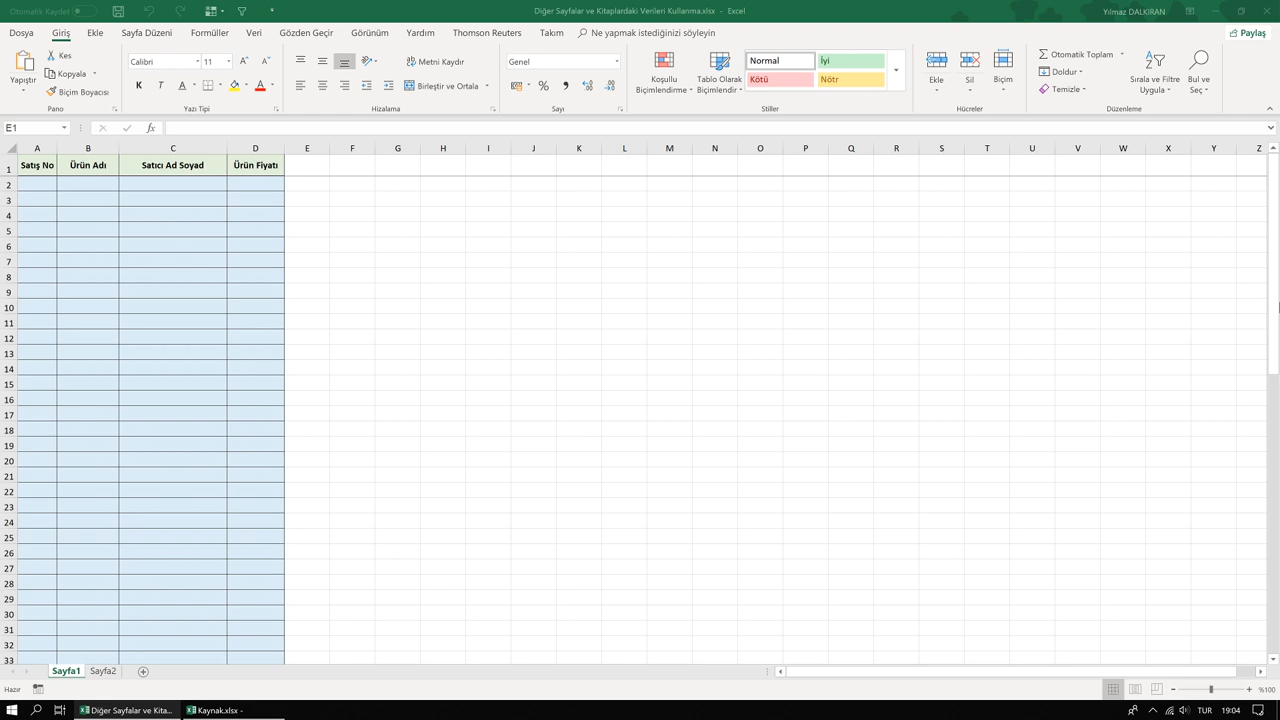 Otomatik Kaydet
Diğer Sayfalar ve Kitaplardaki Verileri Kullanma.xlsx - Excel
Yılmaz DALKIRAN
Dosya Giriş Ekle Sayfa Düzeni Formüller Veri Gözden Geçir Görünüm Yardım Thomson Reuters Takım Ne yapmak istediğinizi söyleyin
Paylaş
Yapıştır
Kes
Kopyala
Biçim Boyacısı
Pano
Calibri 11
K T A
Yazı Tipi
Metni Kaydır
Birleştir ve Ortala
Hizalama
Genel
Sayı
Koşullu Biçimlendirme
Tablo Olarak Biçimlendir
Normal İyi
Kötü Nötr
Stiller
Ekle Sil Biçim
Hücreler
Otomatik Toplam
Doldur
Temizle
Sırala ve Filtre Uygula
Bul ve Seç
Düzenleme
E1 fx
A B C D E F G H I J K L M N O P Q R S T U V W X Y Z
1 Satış No Ürün Adı Satıcı Ad Soyad Ürün Fiyatı
2
3
4
5
6
7
8
9
10
11
12
13
14
15
16
17
18
19
20
21
22
23
24
25
26
27
28
29
30
31
32
33
Sayfa1 Sayfa2
Hazır
%100
Diğer Sayfalar ve Kita... Kaynak.xlsx -
TUR 19:04